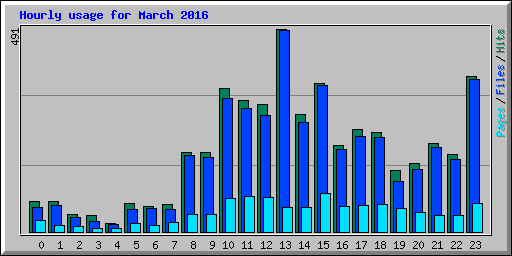 Hourly usage for March 2016
491
Pages/Files/Hits
0 1 2 3 4 5 6 7 8 9 10 11 12 13 14 15 16 17 18 19 20 21 22 23